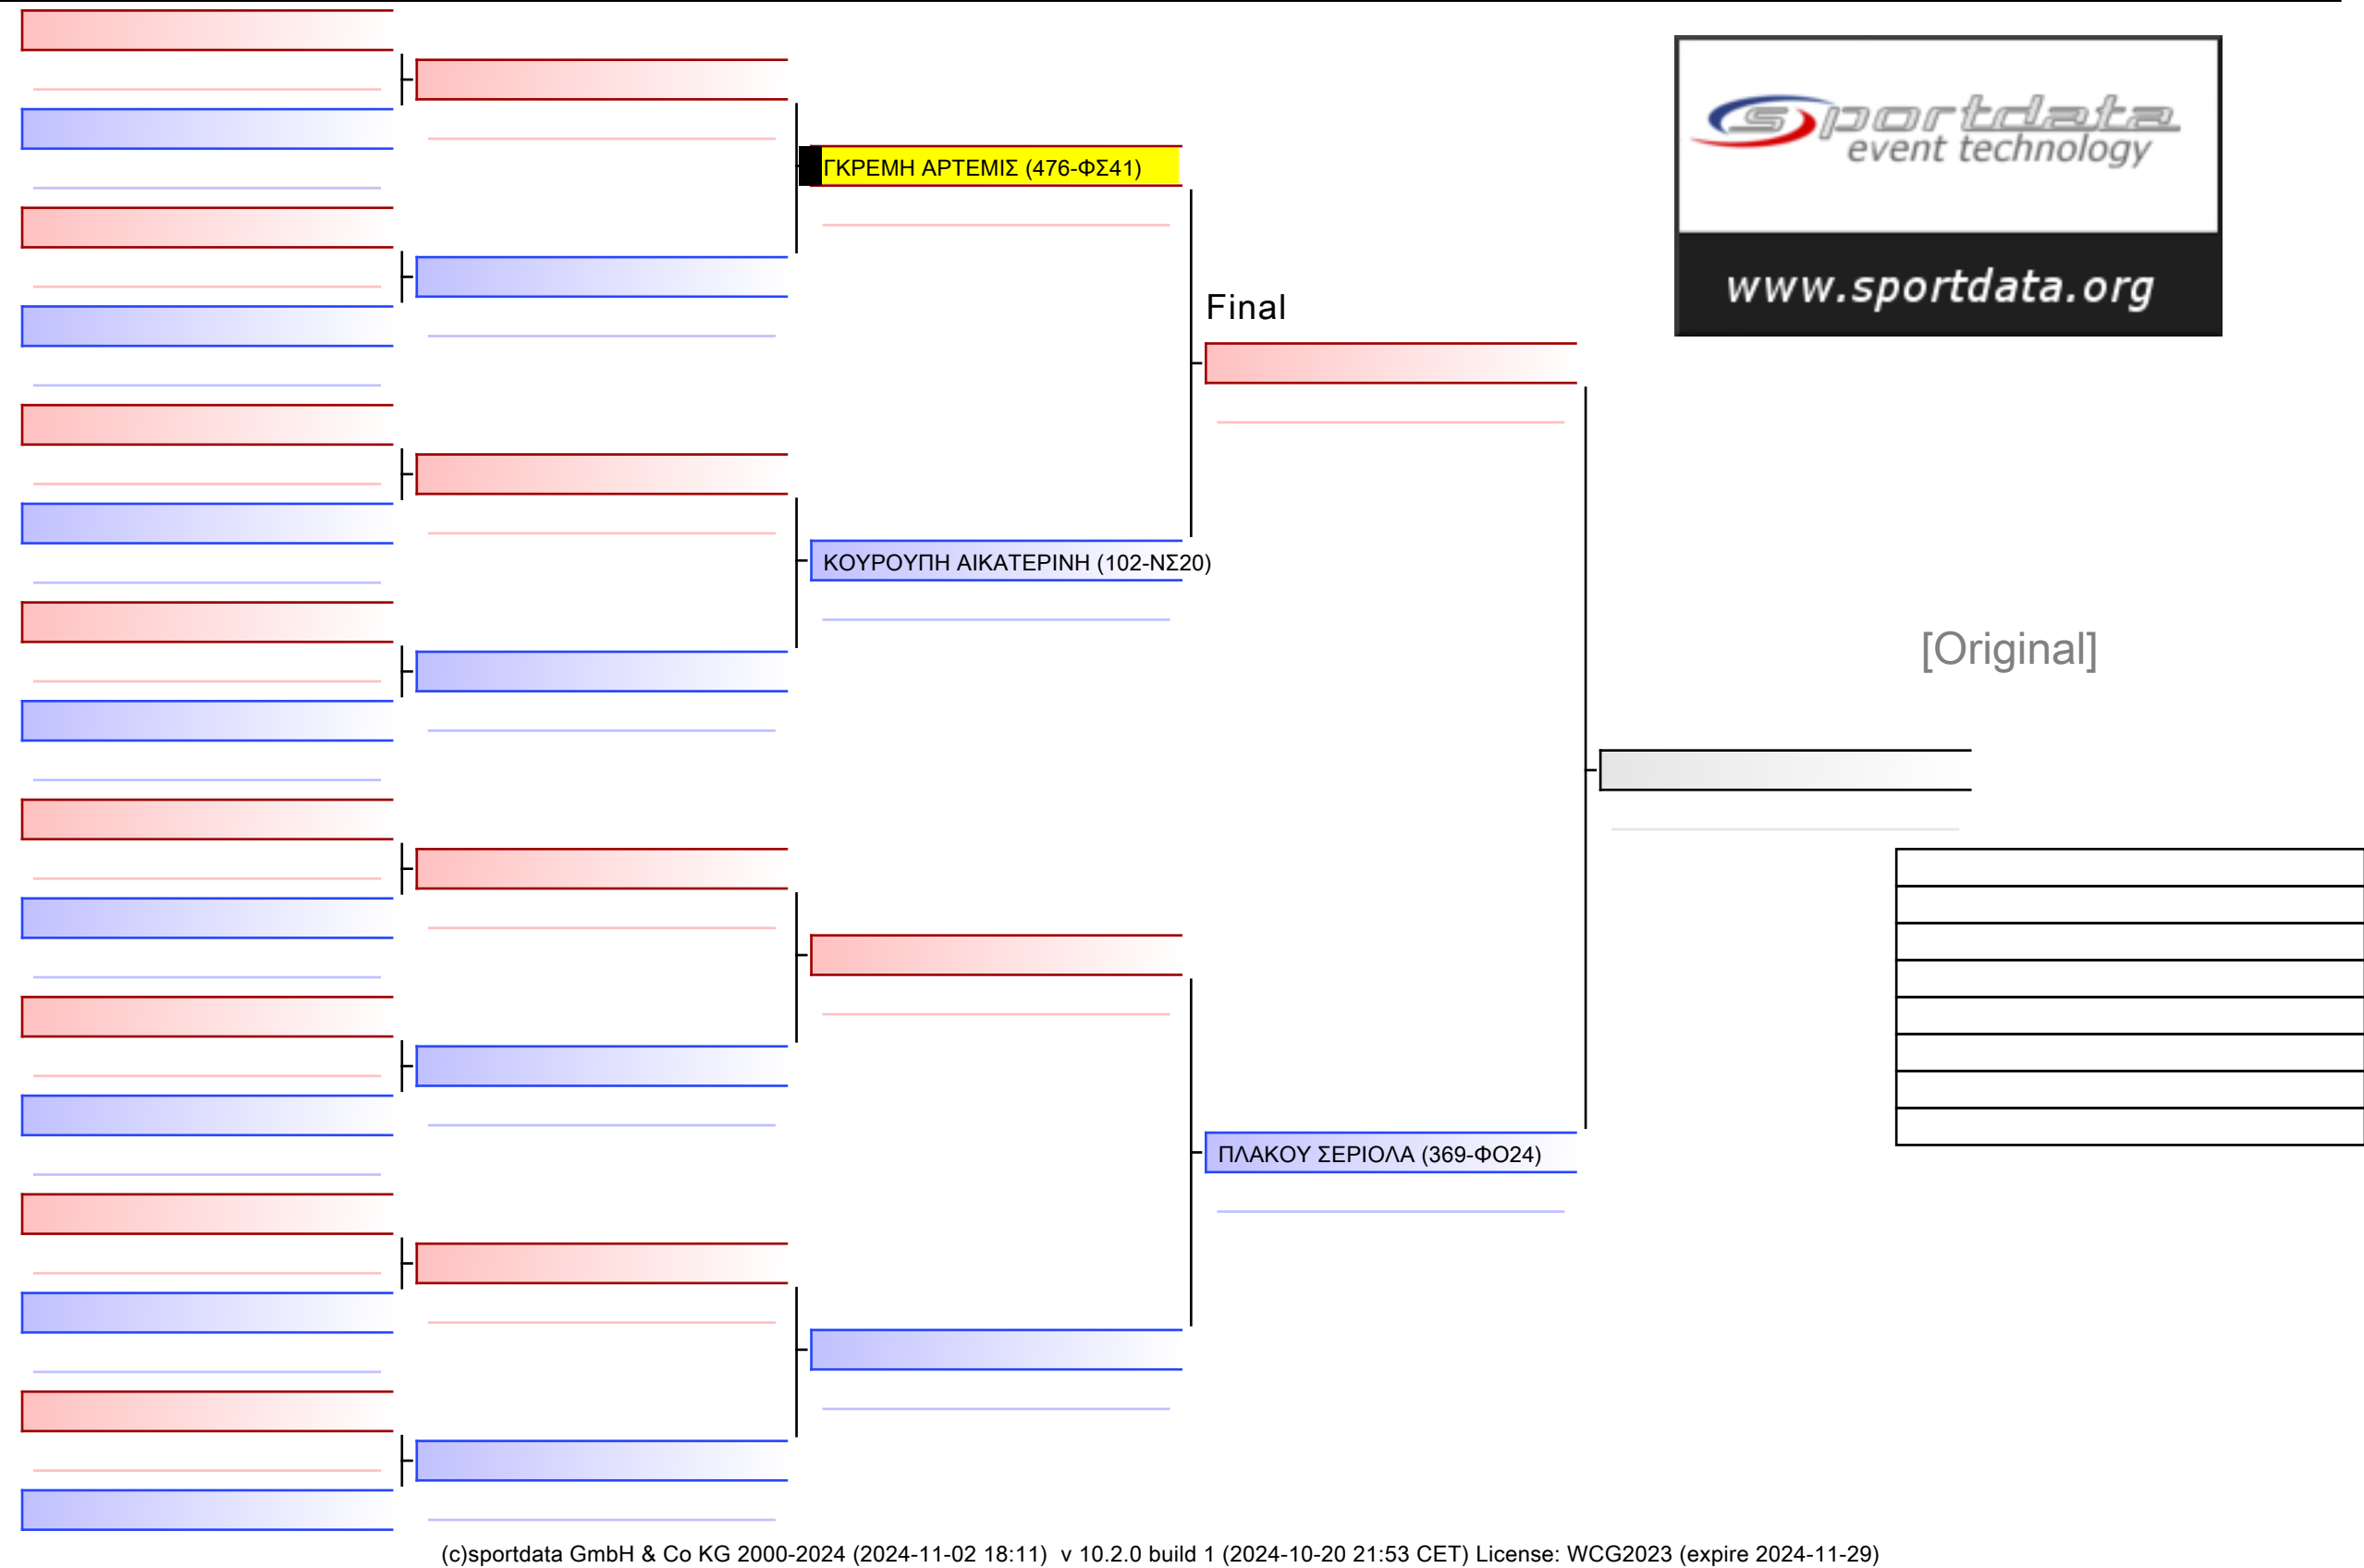 sportdata
event technology
www.sportdata.org
ΓΚΡΕΜΗ ΑΡΤΕΜΙΣ (476-ΦΣ41)
Final
ΚΟΥΡΟΥΠΗ ΑΙΚΑΤΕΡΙΝΗ (102-ΝΣ20)
[Original]
ΠΛΑΚΟΥ ΣΕΡΙΟΛΑ (369-ΦΟ24)
(c)sportdata GmbH & Co KG 2000-2024 (2024-11-02 18:11)  v 10.2.0 build 1 (2024-10-20 21:53 CET) License: WCG2023 (expire 2024-11-29)